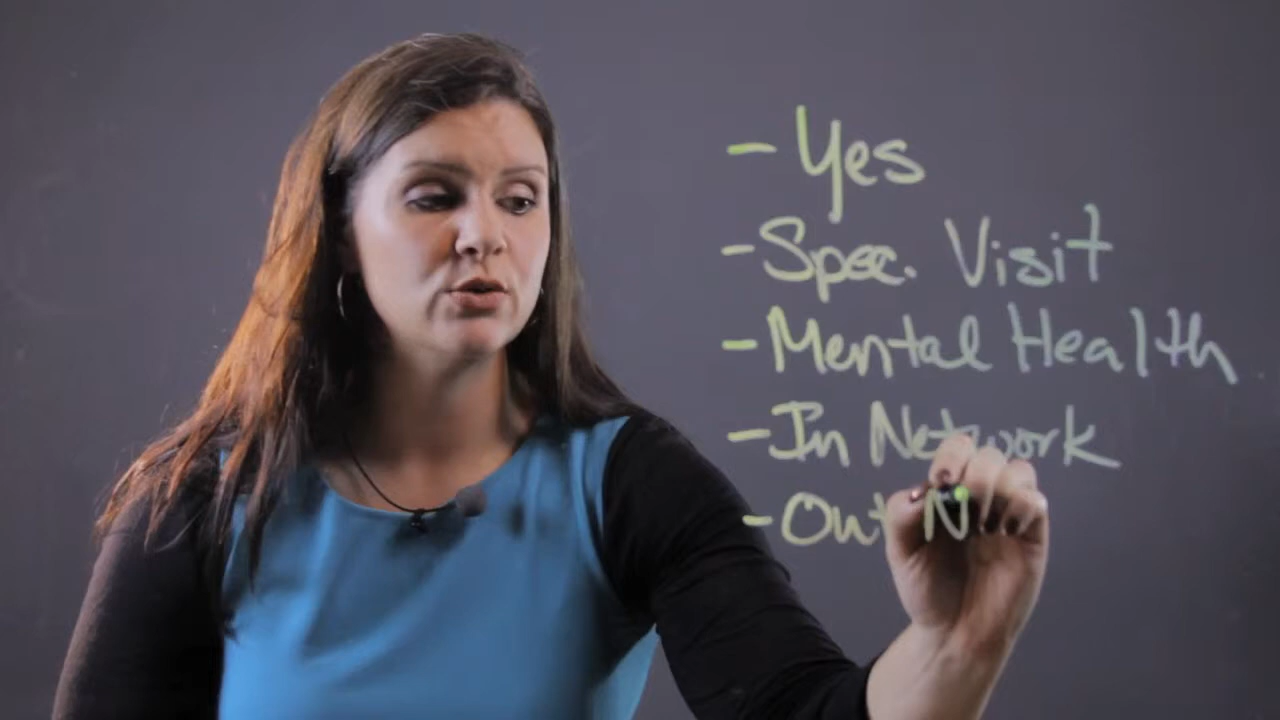 - Yes
- Spec. Visit
- Mental Health
- In Network
- Out N